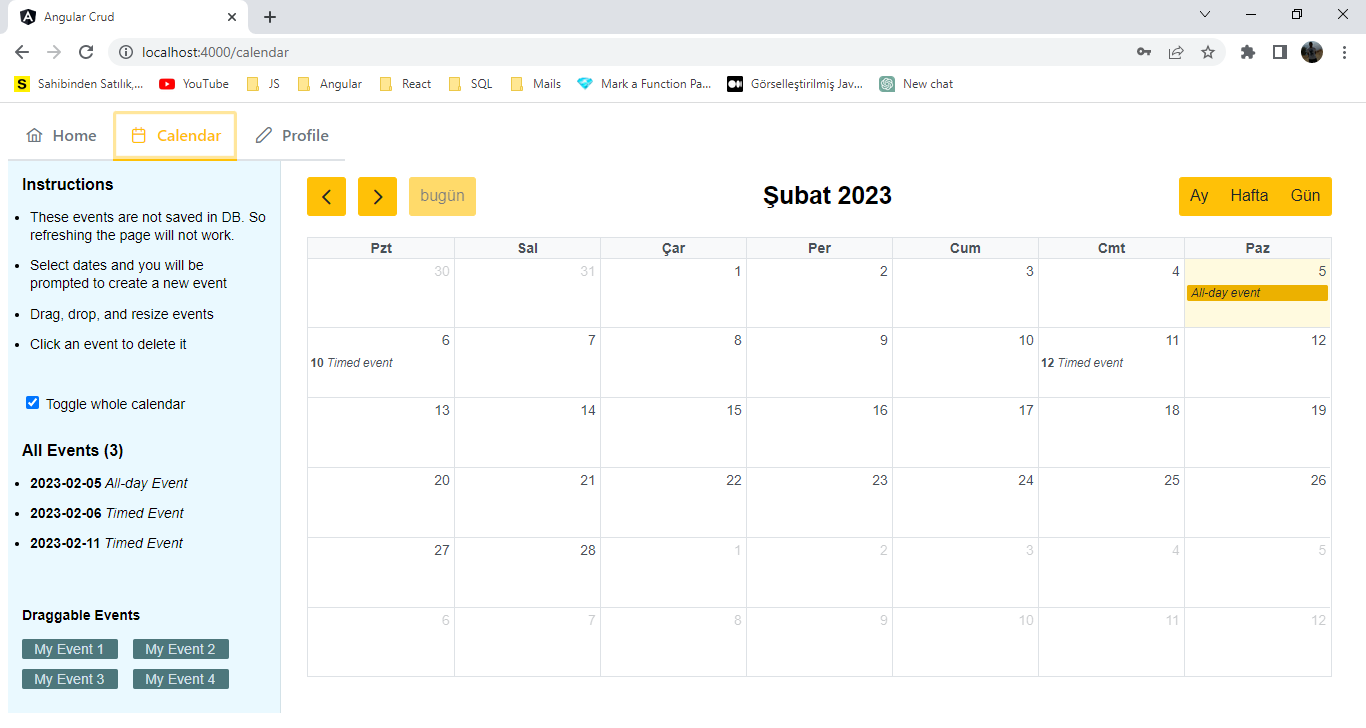 Angular Crud
localhost:4000/calendar
S Sahibinden Satılık,... YouTube JS Angular React SQL Mails Mark a Function Pa... Görselleştirilmiş Jav... New chat
Home Calendar Profile
Instructions
These events are not saved in DB. So
refreshing the page will not work.
Select dates and you will be
prompted to create a new event
Drag, drop, and resize events
Click an event to delete it
Toggle whole calendar
All Events (3)
2023-02-05 All-day Event
2023-02-06 Timed Event
2023-02-11 Timed Event
Draggable Events
My Event 1 My Event 2
My Event 3 My Event 4
bugün Şubat 2023 Ay Hafta Gün
Pzt Sal Çar Per Cum Cmt Paz
30 31 1 2 3 4 5
All-day event
6 7 8 9 10 11 12
10 Timed event 12 Timed event
13 14 15 16 17 18 19
20 21 22 23 24 25 26
27 28 1 2 3 4 5
6 7 8 9 10 11 12